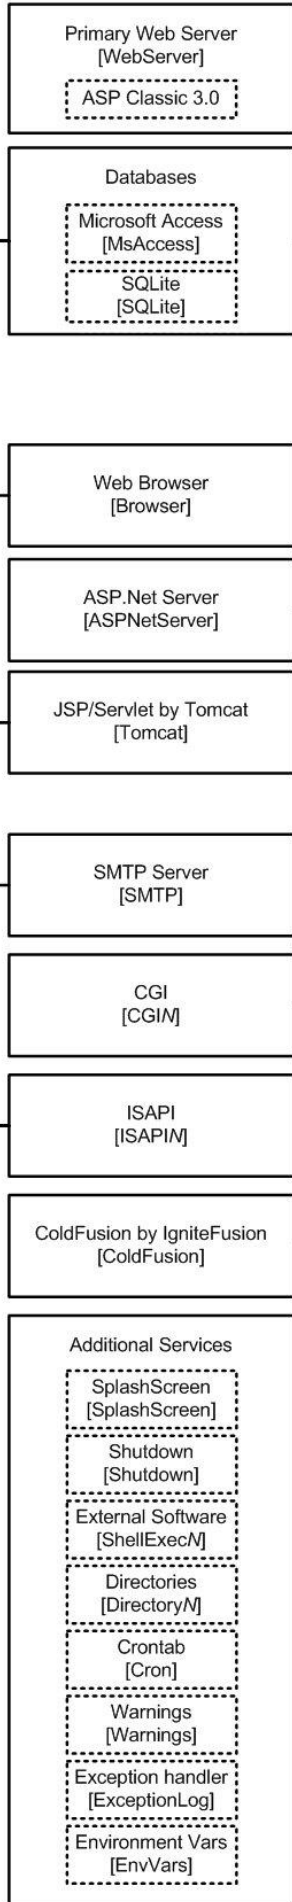 Primary Web Server
[WebServer]
ASP Classic 3.0
Databases
Microsoft Access
[MsAccess]
SQLite
[SQLite]
Web Browser
[Browser]
ASP.Net Server
[ASPNetServer]
JSP/Servlet by Tomcat
[Tomcat]
SMTP Server
[SMTP]
CGI
[CGIN]
ISAPI
[ISAPIN]
ColdFusion by IgniteFusion
[ColdFusion]
Additional Services
SplashScreen
[SplashScreen]
Shutdown
[Shutdown]
External Software
[ShellExecN]
Directories
[DirectoryN]
Crontab
[Cron]
Warnings
[Warnings]
Exception handler
[ExceptionLog]
Environment Vars
[EnvVars]